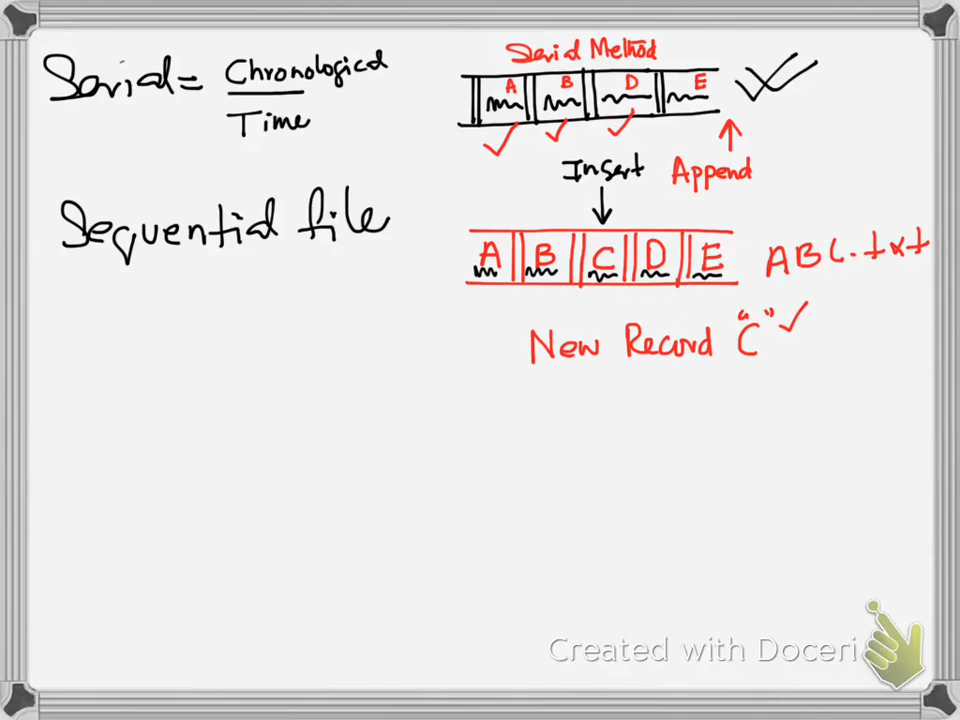 Serial = Chronological
Time
Serial Method
A B D E
Insert
Append
Sequential file
A B C D E
ABC.txt
New Record "C"
Created with Doceri